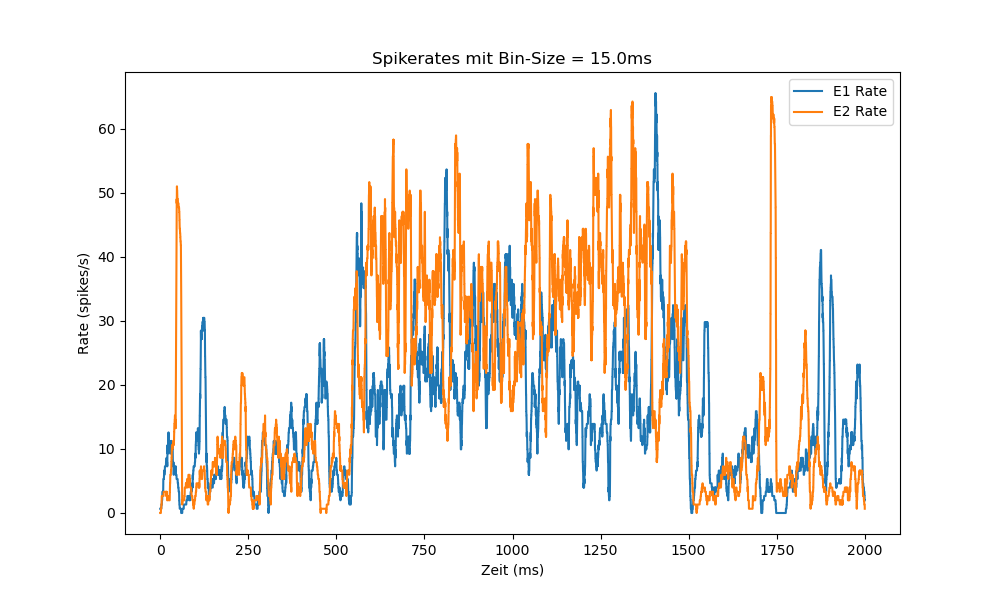 Spikerates mit Bin-Size = 15.0ms
E1 Rate
E2 Rate
Rate (spikes/s)
60
50
40
30
20
10
0
0 250 500 750 1000 1250 1500 1750 2000
Zeit (ms)